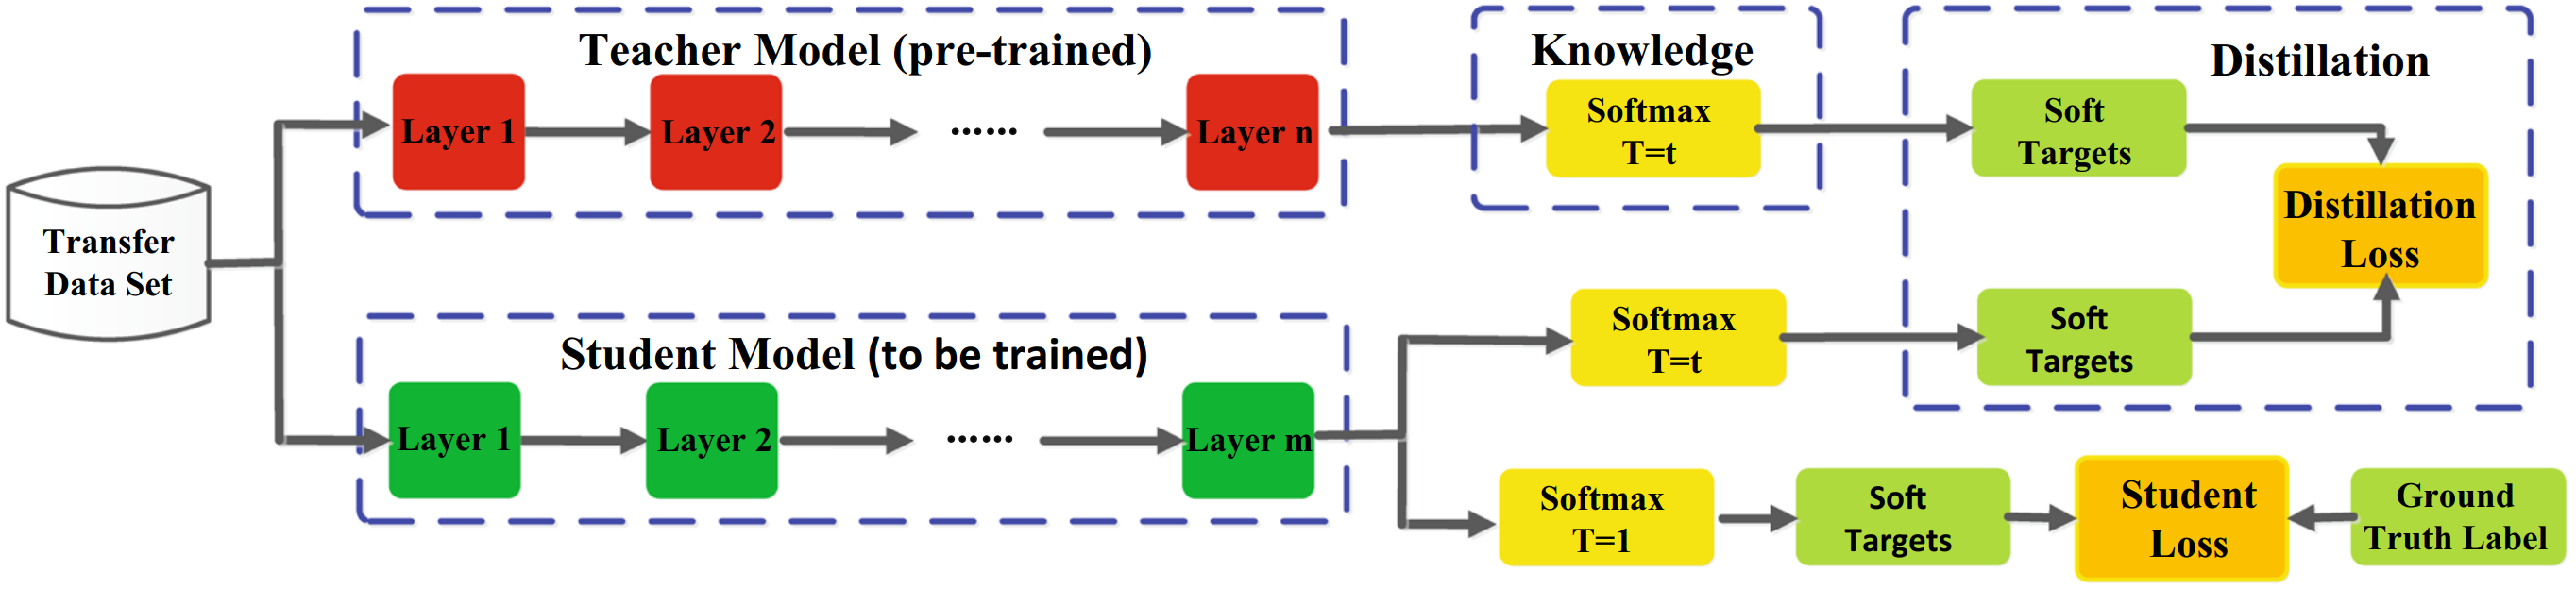 Teacher Model (pre-trained)
Layer 1
Layer 2
......
Layer n
Knowledge
Softmax
T=t
Distillation
Soft
Targets
Distillation
Loss
Transfer
Data Set
Student Model (to be trained)
Layer 1
Layer 2
......
Layer m
Softmax
T=t
Soft
Targets
Softmax
T=1
Soft
Targets
Student
Loss
Ground
Truth Label